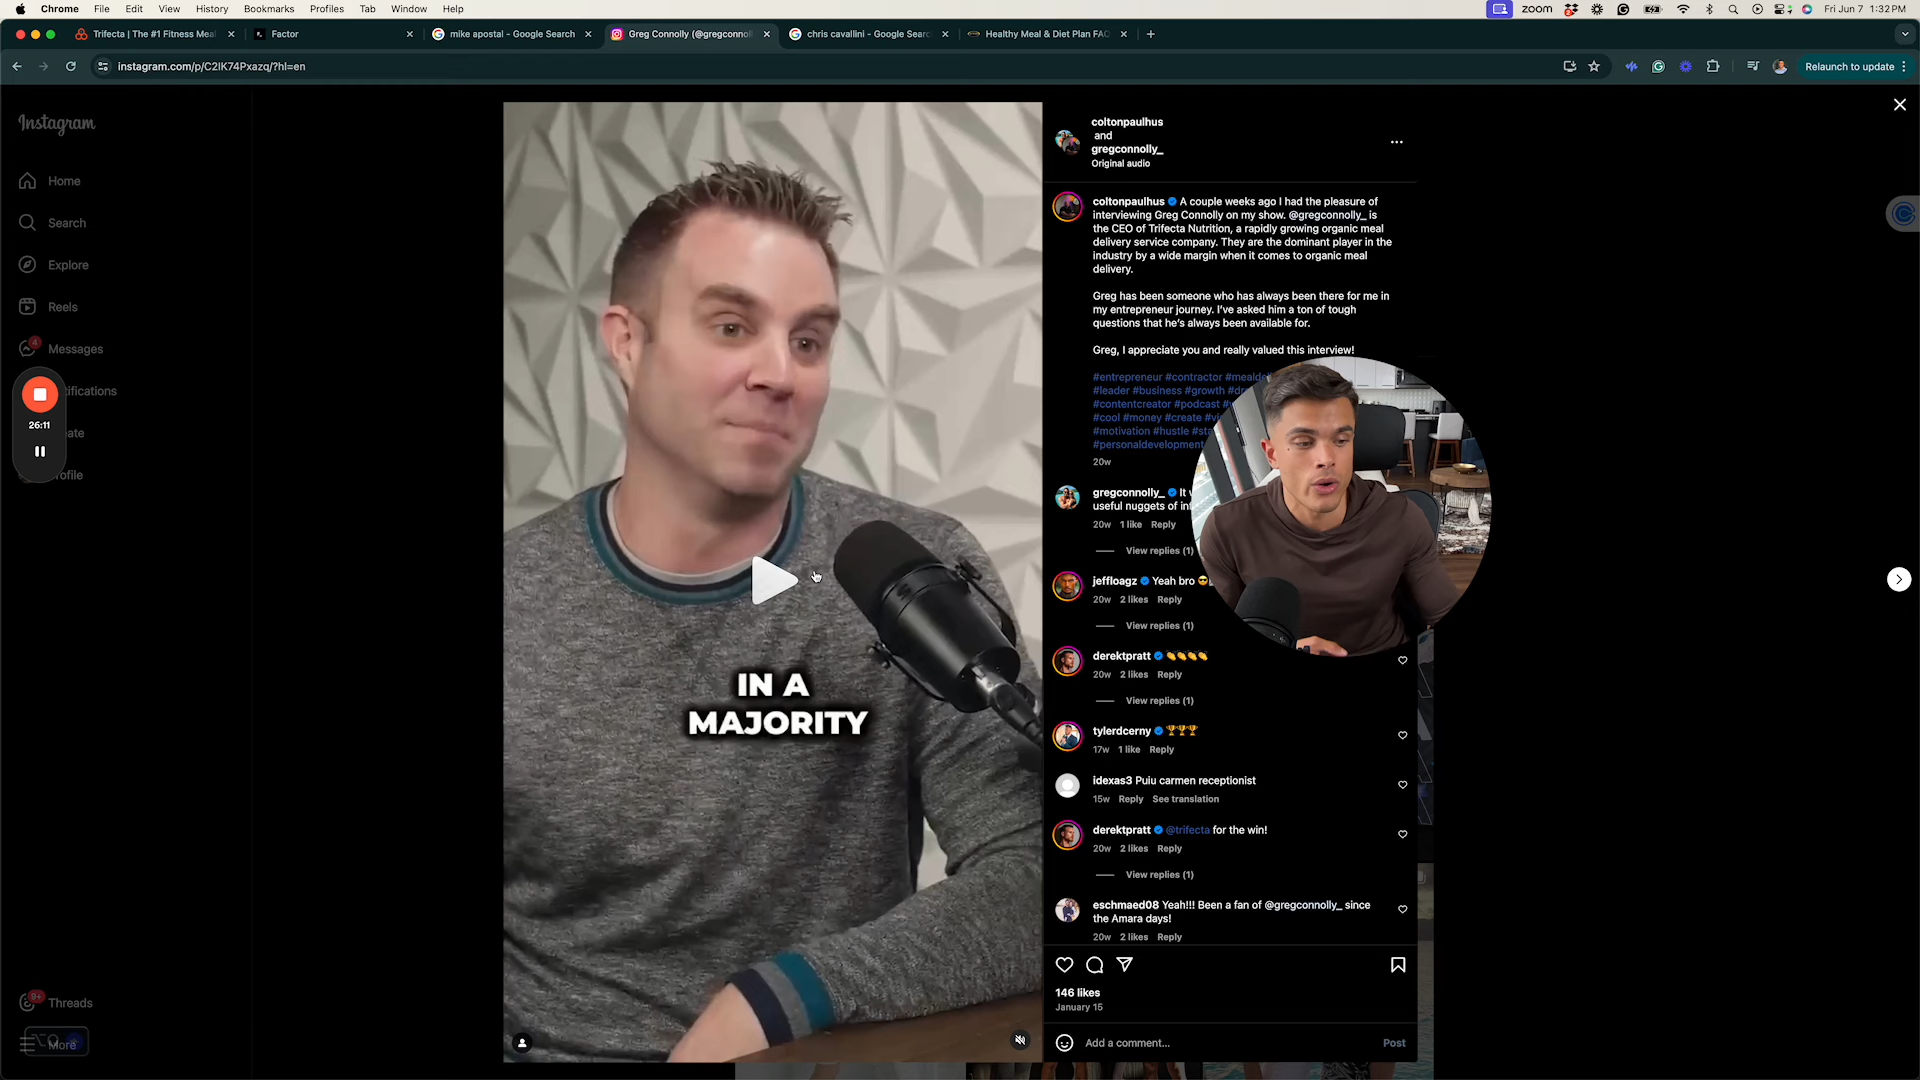 Chrome File Edit View History Bookmarks Profiles Tab Window Help
zoom
Fri Jun 7 1:32 PM
Trifecta | The #1 Fitness Meal
Factor
mike apostal - Google Search
Greg Connolly (@gregconnoll
chris cavallini - Google Searc
Healthy Meal & Diet Plan FAQ
instagram.com/p/C2IK74Pxazq/?hl=en
Relaunch to update
Instagram
Home
Search
Explore
Reels
4
Messages
tifications
26:11
eate
rofile
9+
Threads
More
IN A
MAJORITY
coltonpaulhus
and
gregconnolly_
Original audio
coltonpaulhus A couple weeks ago I had the pleasure of
interviewing Greg Connolly on my show. @gregconnolly_ is
the CEO of Trifecta Nutrition, a rapidly growing organic meal
delivery service company. They are the dominant player in the
industry by a wide margin when it comes to organic meal
delivery.
Greg has been someone who has always been there for me in
my entrepreneur journey. I've asked him a ton of tough
questions that he's always been available for.
Greg, I appreciate you and really valued this interview!
#entrepreneur #contractor
#leader #business #growth
#contentcreator #podcast
#cool #money #create
#motivation #hustle
#personaldevelopment
20w
gregconnolly_ It
useful nuggets of
20w 1 like Reply
View replies (1)
jeffloagz Yeah bro 😎
20w 2 likes Reply
View replies (1)
derektpratt 👏👏👏👏
20w 2 likes Reply
View replies (1)
tylerdcerny 🏆🏆🏆
17w 1 like Reply
idexas3 Puiu carmen receptionist
15w Reply See translation
derektpratt @trifecta for the win!
20w 2 likes Reply
View replies (1)
eschmaed08 Yeah!!! Been a fan of @gregconnolly_ since
the Amara days!
20w 2 likes Reply
146 likes
January 15
Add a comment...
Post